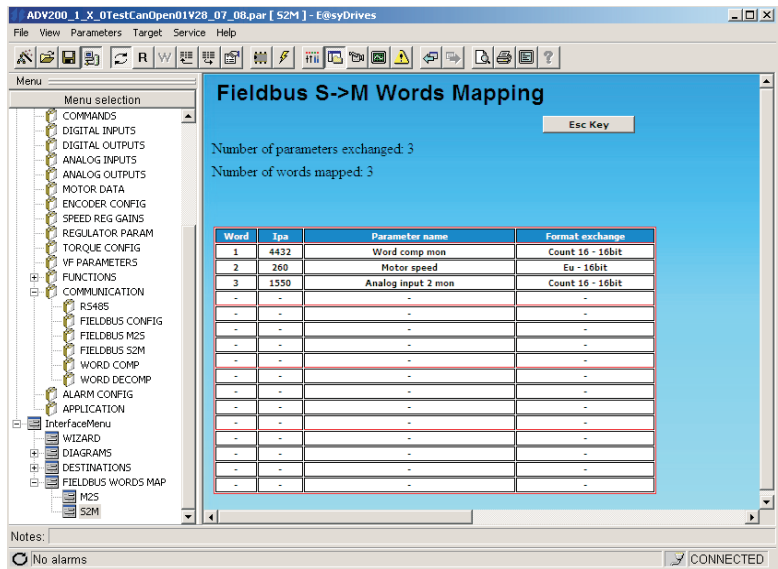 ADV200_1_X_0TestCanOpen01V28_07_08.par [ S2M ] - E@syDrives
File View Parameters Target Service Help
R W
Menu
Menu selection
COMMANDS
DIGITAL INPUTS
DIGITAL OUTPUTS
ANALOG INPUTS
ANALOG OUTPUTS
MOTOR DATA
ENCODER CONFIG
SPEED REG GAINS
REGULATOR PARAM
TORQUE CONFIG
VF PARAMETERS
FUNCTIONS
COMMUNICATION
RS485
FIELDBUS CONFIG
FIELDBUS M2S
FIELDBUS S2M
WORD COMP
WORD DECOMP
ALARM CONFIG
APPLICATION
InterfaceMenu
WIZARD
DIAGRAMS
DESTINATIONS
FIELDBUS WORDS MAP
M2S
S2M
Fieldbus S->M Words Mapping
Esc Key
Number of parameters exchanged: 3
Number of words mapped: 3
Word Ipa Parameter name Format exchange
1 4432 Word comp mon Count 16 - 16bit
2 260 Motor speed Eu - 16bit
3 1550 Analog input 2 mon Count 16 - 16bit
- - - -
- - - -
- - - -
- - - -
- - - -
- - - -
- - - -
- - - -
- - - -
- - - -
- - - -
- - - -
- - - -
Notes:
No alarms CONNECTED